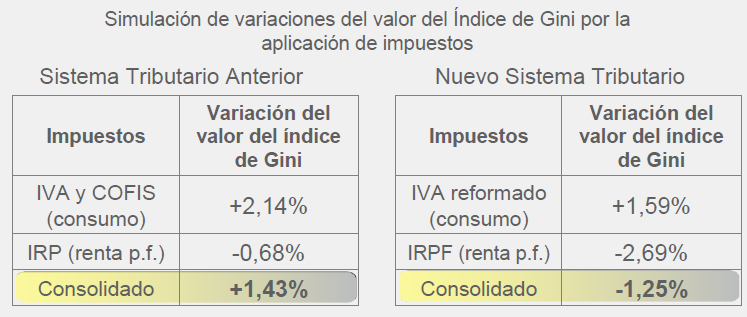 Simulación de variaciones del valor del Índice de Gini por la
aplicación de impuestos
Sistema Tributario Anterior
Impuestos
Variación del
valor del índice
de Gini
IVA y COFIS
(consumo)
+2,14%
IRP (renta p.f.)
-0,68%
Consolidado
+1,43%
Nuevo Sistema Tributario
Impuestos
Variación del
valor del índice
de Gini
IVA reformado
(consumo)
+1,59%
IRPF (renta p.f.)
-2,69%
Consolidado
-1,25%